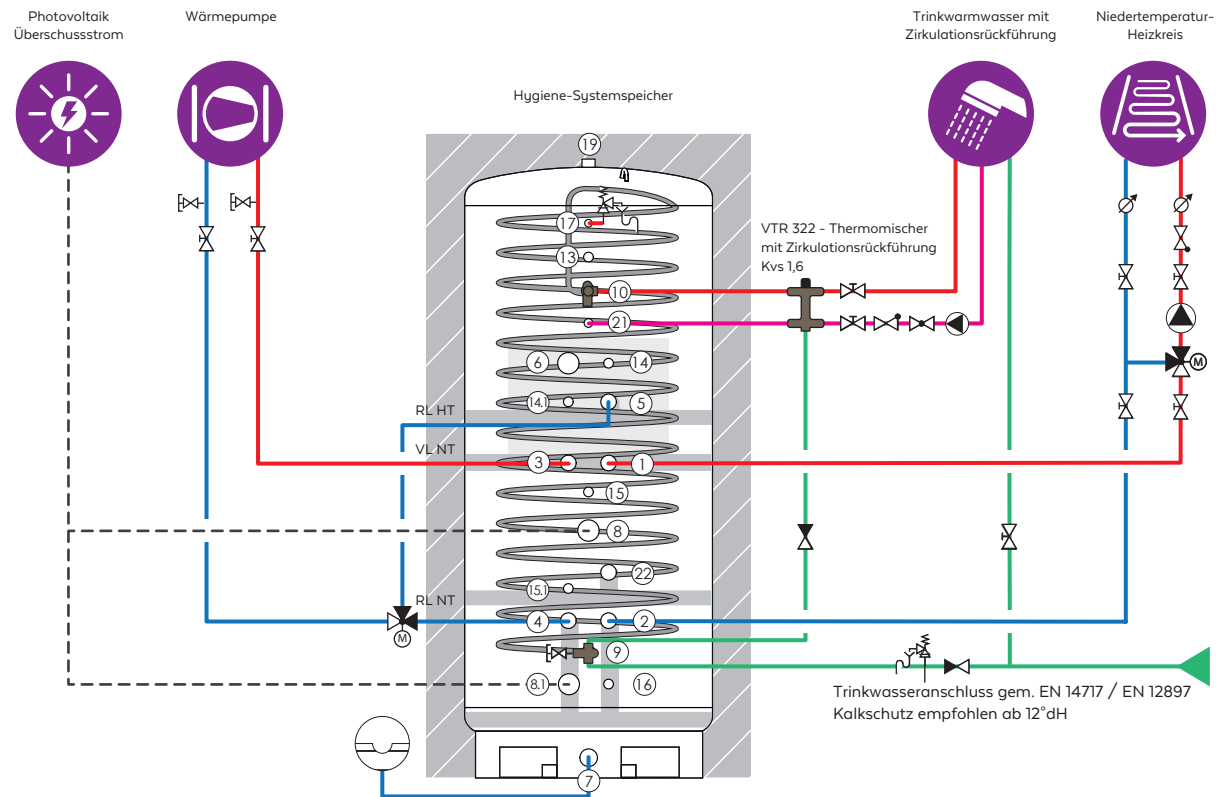 Photovoltaik
Überschussstrom
Wärmepumpe
Trinkwarmwasser mit
Zirkulationsrückführung
Niedertemperatur-
Heizkreis
Hygiene-Systemspeicher
19
17
13
10
21
VTR 322 - Thermomischer
mit Zirkulationsrückführung
Kvs 1,6
6
14
M
14.1
5
RL HT
VL NT
3
1
15
8
22
15.1
RL NT
4
2
M
9
8.1
16
Trinkwasseranschluss gem. EN 14717 / EN 12897
Kalkschutz empfohlen ab 12°dH
7